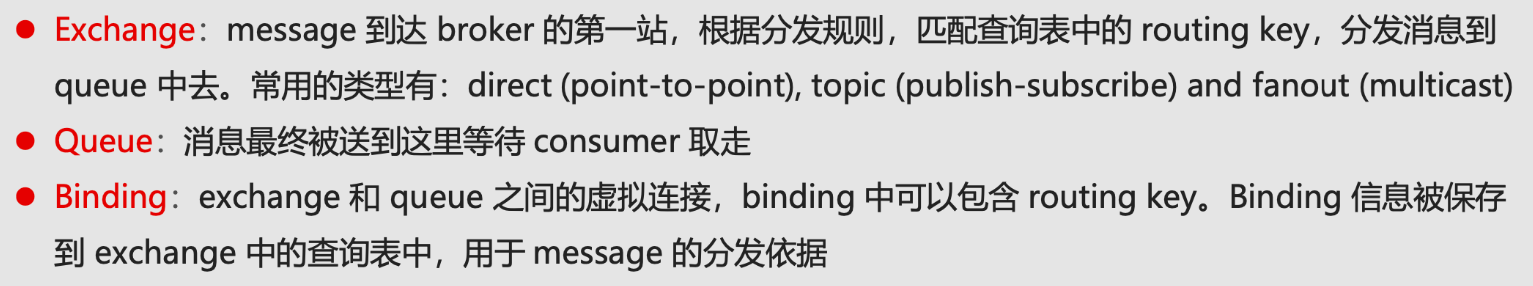 ● Exchange：message 到达 broker 的第一站，根据分发规则，匹配查询表中的 routing key，分发消息到
queue 中去。常用的类型有：direct (point-to-point), topic (publish-subscribe) and fanout (multicast)
● Queue：消息最终被送到这里等待 consumer 取走
● Binding：exchange 和 queue 之间的虚拟连接，binding 中可以包含 routing key。Binding 信息被保存
到 exchange 中的查询表中，用于 message 的分发依据